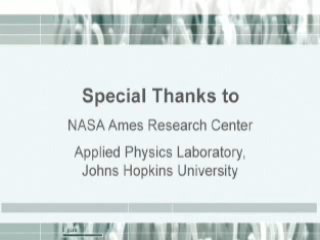 Special Thanks to
NASA Ames Research Center
Applied Physics Laboratory,
Johns Hopkins University